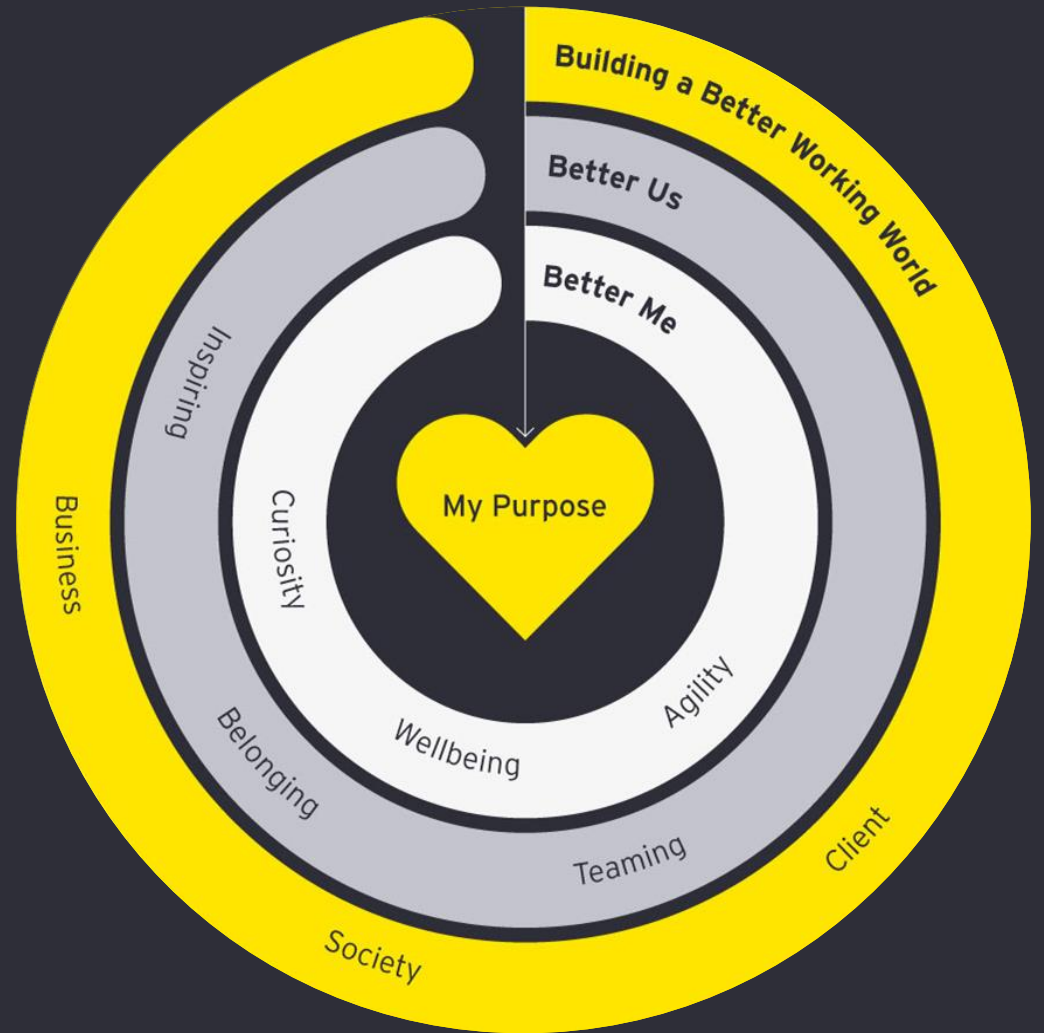 Building a Better Working World
Better Us
Better Me
My Purpose
Inspiring
Curiosity
Business
Agility
Wellbeing
Belonging
Teaming
Client
Society